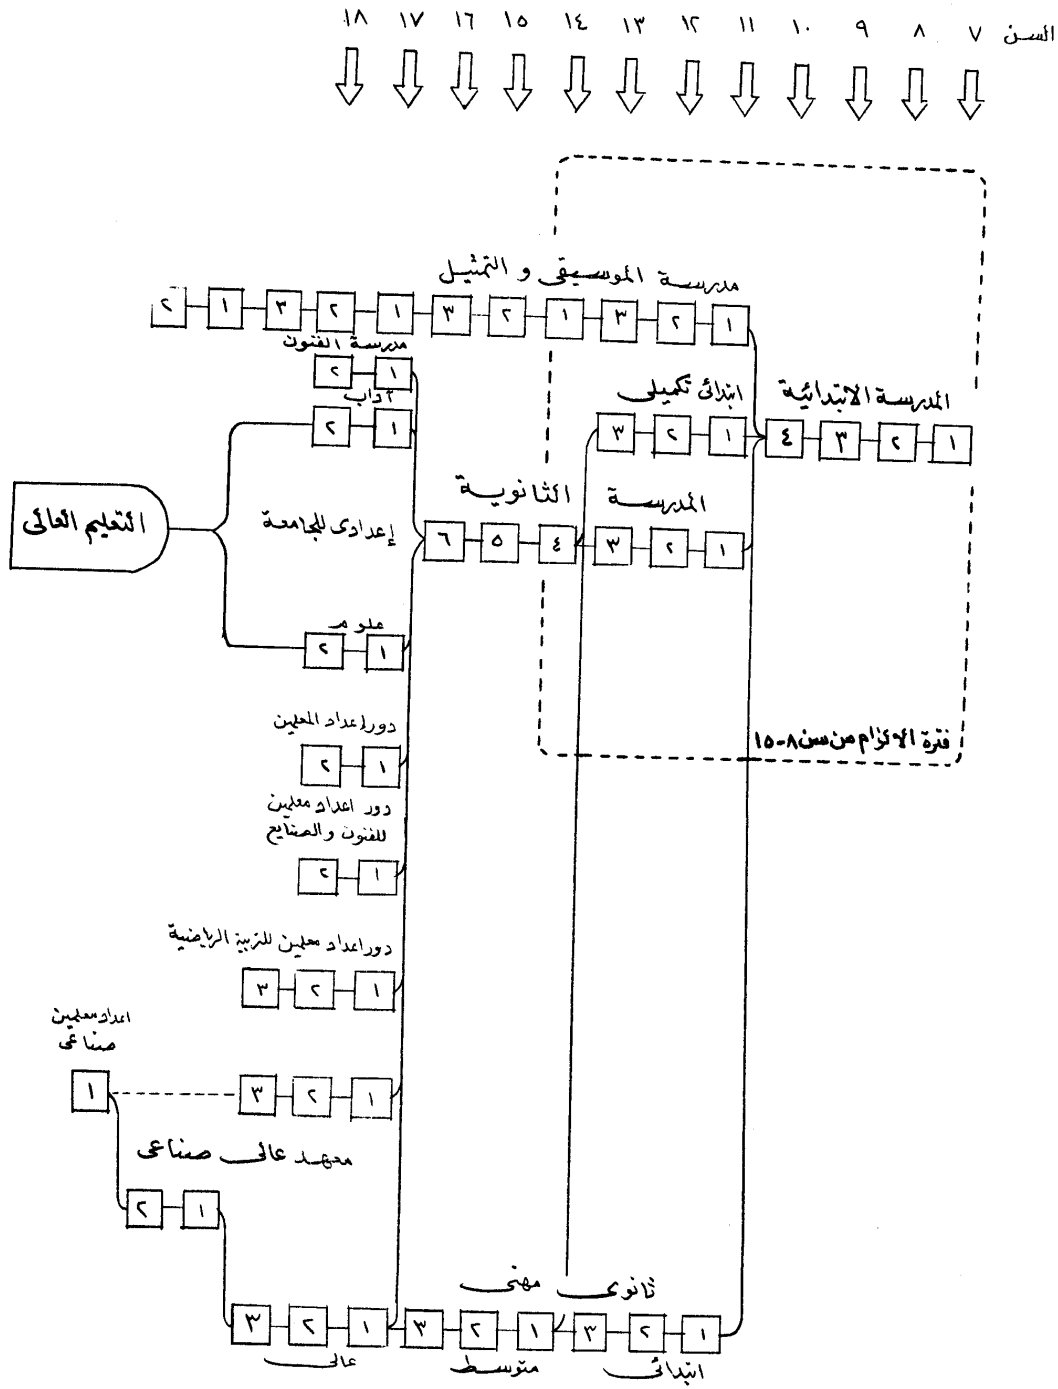 السن ٧ ٨ ٩ ١٠ ١١ ١٢ ١٣ ١٤ ١٥ ١٦ ١٧ ١٨
مدرسة الموسيقى و التمثيل
١ ٢ ٣ ١ ٢ ٣ ١ ٢ ٣ ١ ٢
مدرسة الفنون
١ ٢
المدرسة الابتدائية
١ ٢ ٣ ٤
ابتدائى تكميلى
١ ٢ ٣
آداب
١ ٢
المدرسة الثانوية
١ ٢ ٣ ٤ ٥ ٦
إعدادى للجامعة
التعليم العالى
علوم
١ ٢
دور إعداد المعلمين
١ ٢
فترة الالزام من سن ٨-١٥
دور اعداد معلمين
للفنون والصنايع
١ ٢
دور اعداد معلمين للتربية الرياضية
١ ٢ ٣
اعداد معلمين
صناعى
١
١ ٢ ٣
معهد عالى صناعى
١ ٢
ثانوى مهنى
١ ٢ ٣ ١ ٢ ٣ ١ ٢ ٣
ابتدائى متوسط عالى